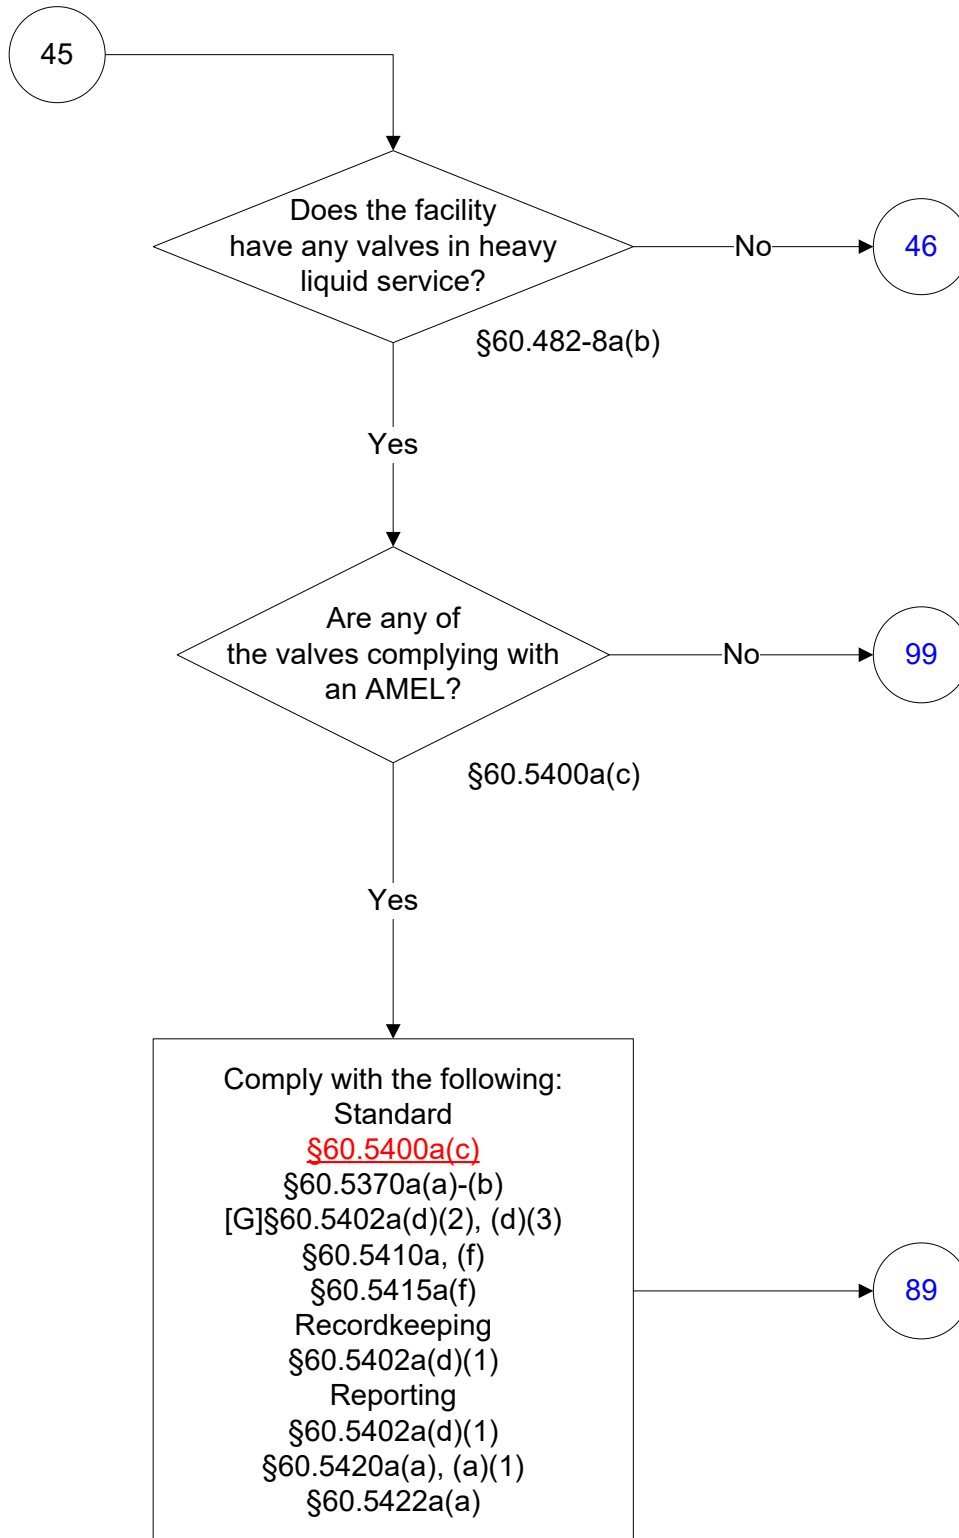 45
Does the facility
have any valves in heavy
liquid service?
No
46
§60.482-8a(b)
Yes
Are any of
the valves complying with
an AMEL?
No
99
§60.5400a(c)
Yes
Comply with the following:
Standard
§60.5400a(c)
§60.5370a(a)-(b)
[G]§60.5402a(d)(2), (d)(3)
§60.5410a, (f)
§60.5415a(f)
Recordkeeping
§60.5402a(d)(1)
Reporting
§60.5402a(d)(1)
§60.5420a(a), (a)(1)
§60.5422a(a)
89